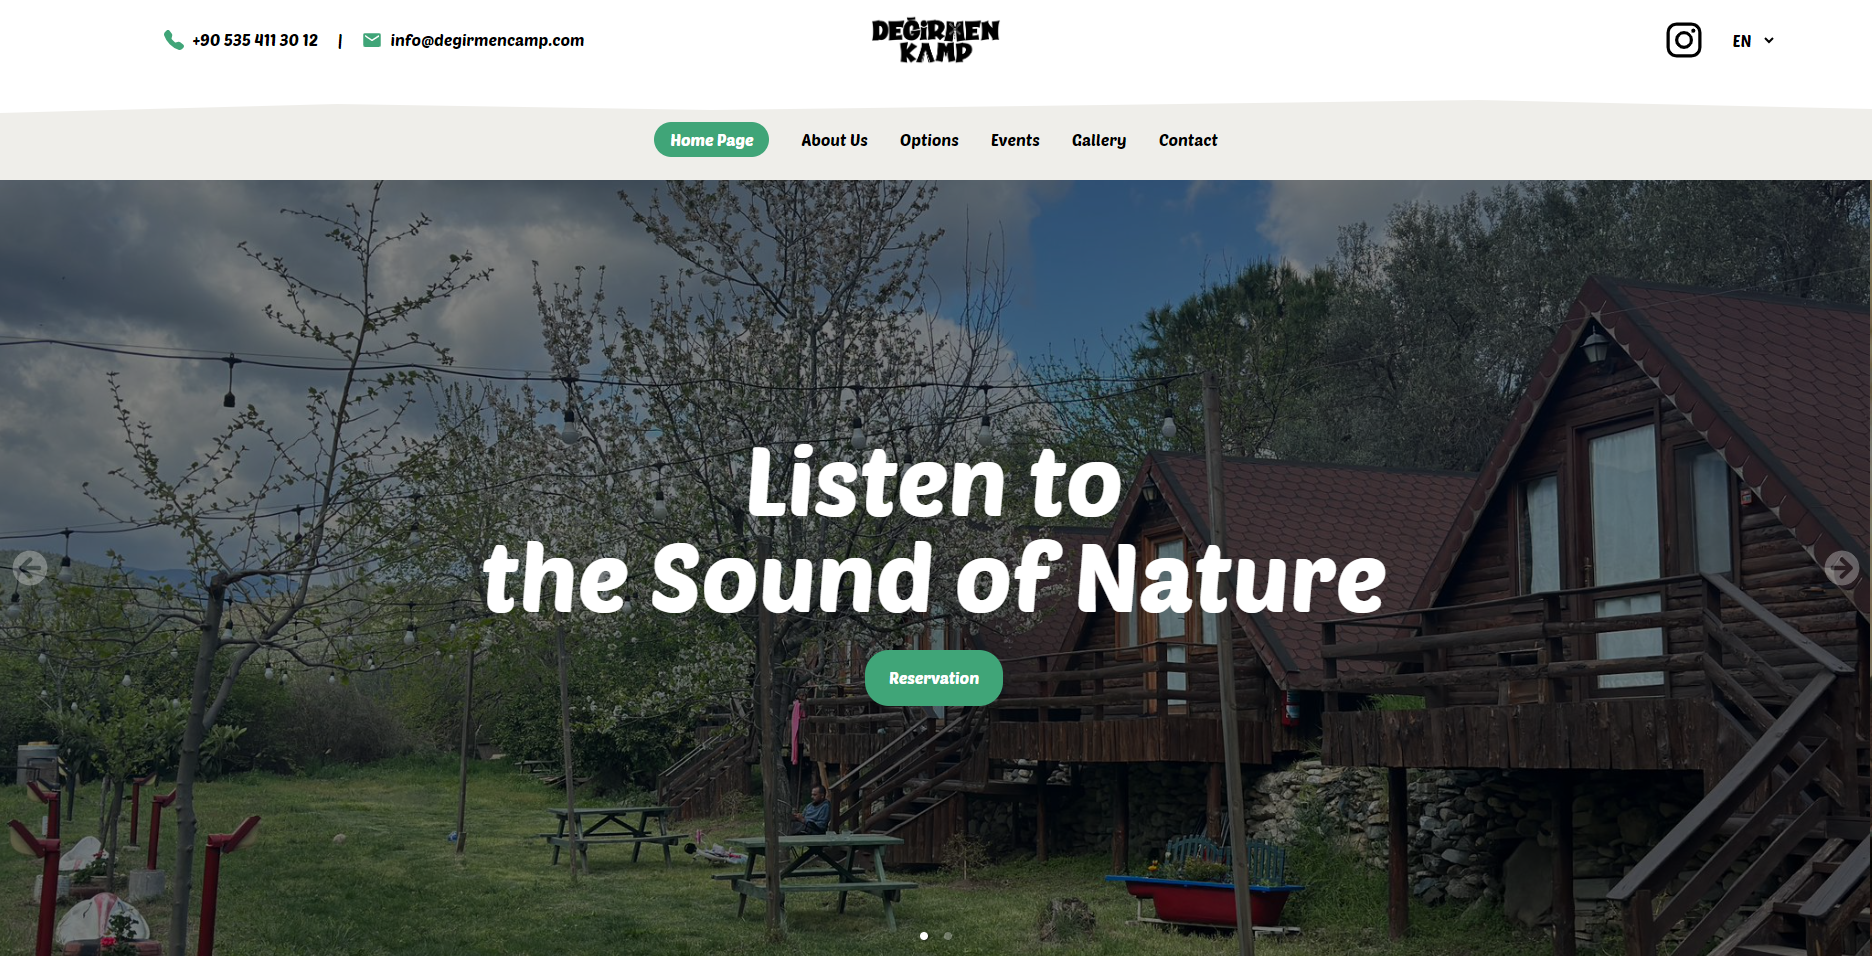 +90 535 411 30 12 | info@degirmencamp.com
DEĞİRMEN
KAMP
EN
Home Page About Us Options Events Gallery Contact
Listen to
the Sound of Nature
Reservation